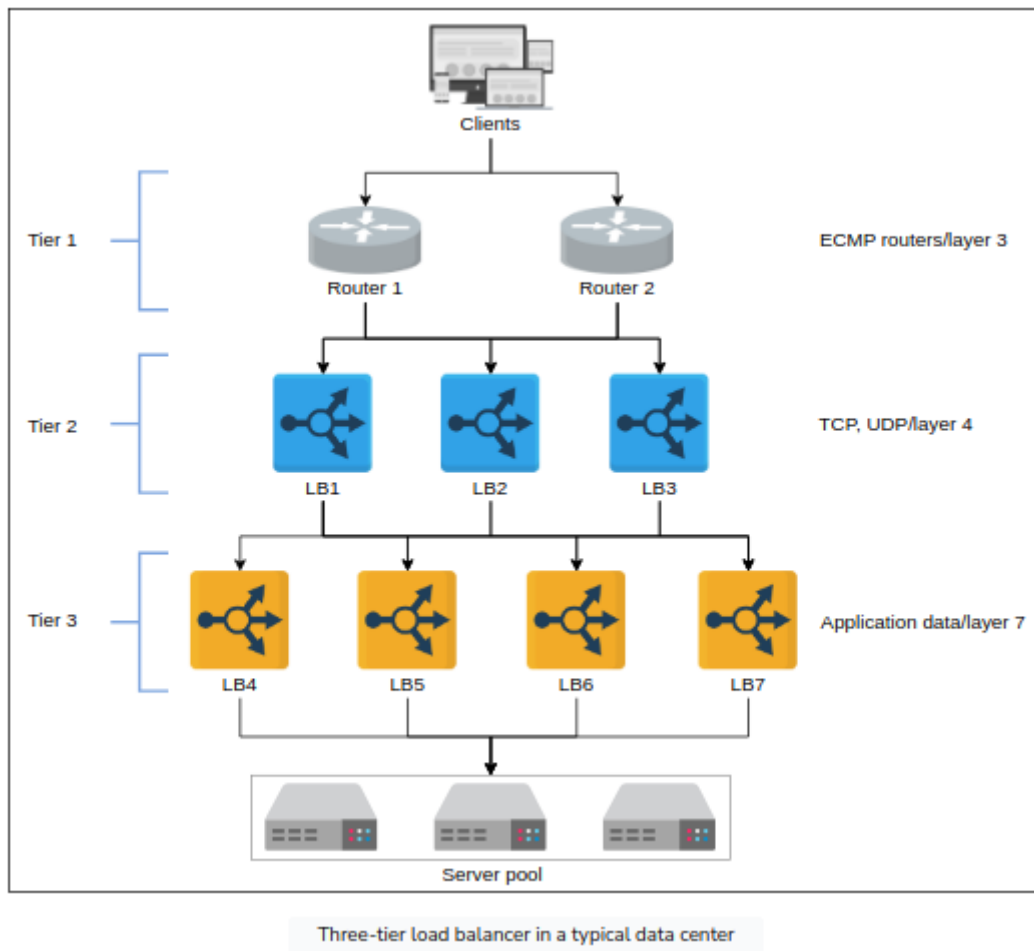 Clients
Tier 1
ECMP routers/layer 3
Router 1
Router 2
Tier 2
TCP, UDP/layer 4
LB1
LB2
LB3
Tier 3
Application data/layer 7
LB4
LB5
LB6
LB7
Server pool
Three-tier load balancer in a typical data center